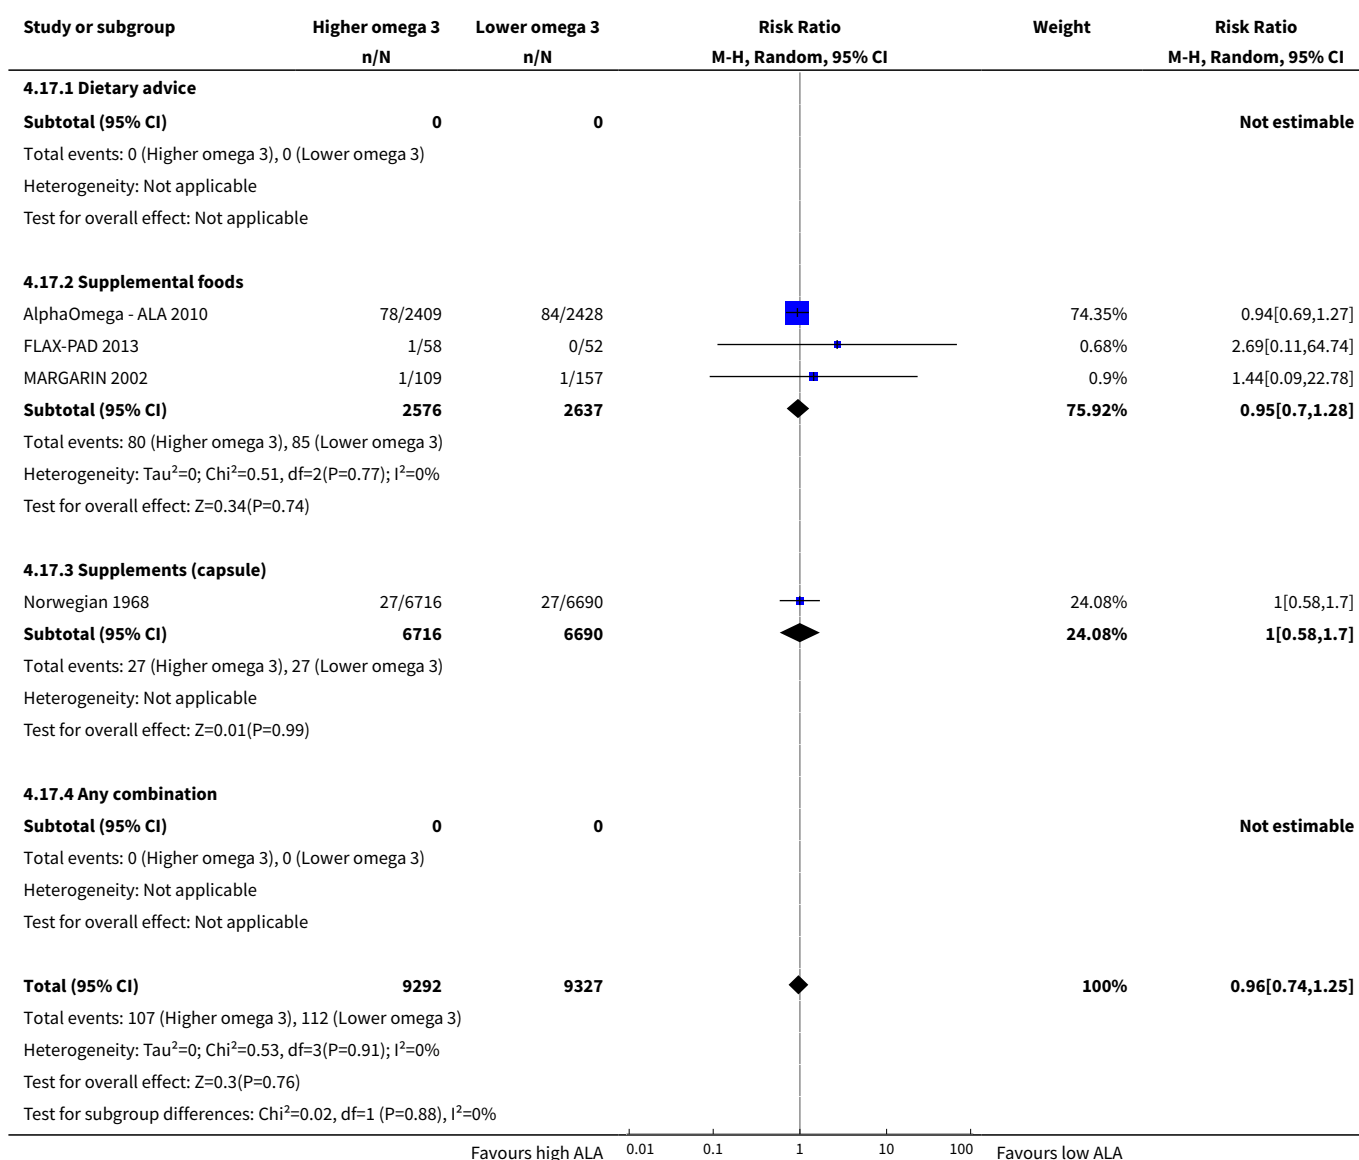 Study or subgroup Higher omega 3 Lower omega 3 Risk Ratio Weight Risk Ratio
n/N n/N M-H, Random, 95% CI M-H, Random, 95% CI
4.17.1 Dietary advice
Subtotal (95% CI) 0 0 Not estimable
Total events: 0 (Higher omega 3), 0 (Lower omega 3)
Heterogeneity: Not applicable
Test for overall effect: Not applicable
4.17.2 Supplemental foods
AlphaOmega - ALA 2010 78/2409 84/2428 74.35% 0.94[0.69,1.27]
FLAX-PAD 2013 1/58 0/52 0.68% 2.69[0.11,64.74]
MARGARIN 2002 1/109 1/157 0.9% 1.44[0.09,22.78]
Subtotal (95% CI) 2576 2637 75.92% 0.95[0.7,1.28]
Total events: 80 (Higher omega 3), 85 (Lower omega 3)
Heterogeneity: Tau²=0; Chi²=0.51, df=2(P=0.77); I²=0%
Test for overall effect: Z=0.34(P=0.74)
4.17.3 Supplements (capsule)
Norwegian 1968 27/6716 27/6690 24.08% 1[0.58,1.7]
Subtotal (95% CI) 6716 6690 24.08% 1[0.58,1.7]
Total events: 27 (Higher omega 3), 27 (Lower omega 3)
Heterogeneity: Not applicable
Test for overall effect: Z=0.01(P=0.99)
4.17.4 Any combination
Subtotal (95% CI) 0 0 Not estimable
Total events: 0 (Higher omega 3), 0 (Lower omega 3)
Heterogeneity: Not applicable
Test for overall effect: Not applicable
Total (95% CI) 9292 9327 100% 0.96[0.74,1.25]
Total events: 107 (Higher omega 3), 112 (Lower omega 3)
Heterogeneity: Tau²=0; Chi²=0.53, df=3(P=0.91); I²=0%
Test for overall effect: Z=0.3(P=0.76)
Test for subgroup differences: Chi²=0.02, df=1 (P=0.88), I²=0%
Favours high ALA 0.01 0.1 1 10 100 Favours low ALA